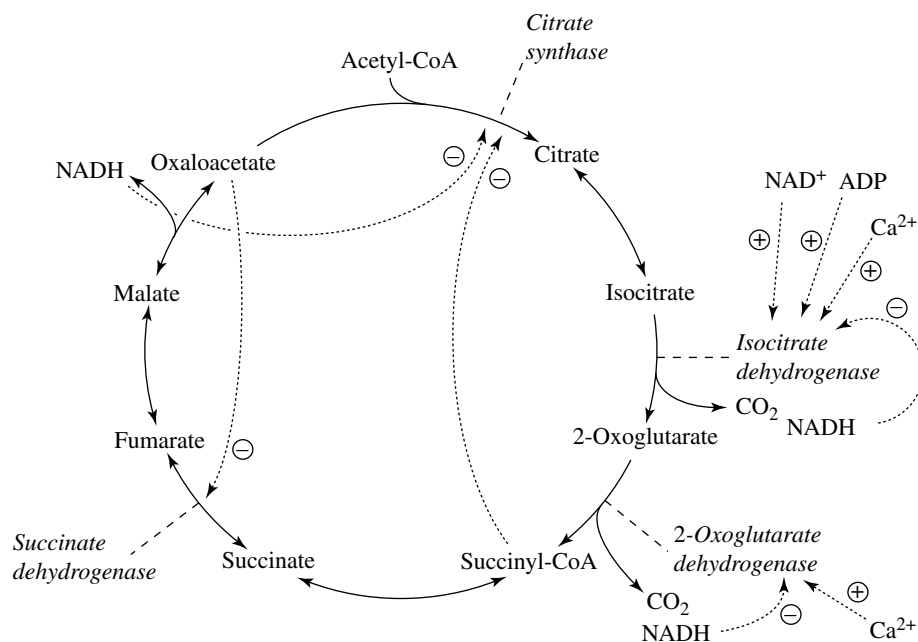 Citrate
synthase
Acetyl-CoA
NADH
Oxaloacetate
−
−
Citrate
NAD⁺
ADP
Ca²⁺
+
+
+
−
Malate
Isocitrate
Isocitrate
dehydrogenase
CO₂
NADH
Fumarate
−
2-Oxoglutarate
Succinate
dehydrogenase
Succinate
Succinyl-CoA
2-Oxoglutarate
dehydrogenase
CO₂
NADH
−
+
Ca²⁺